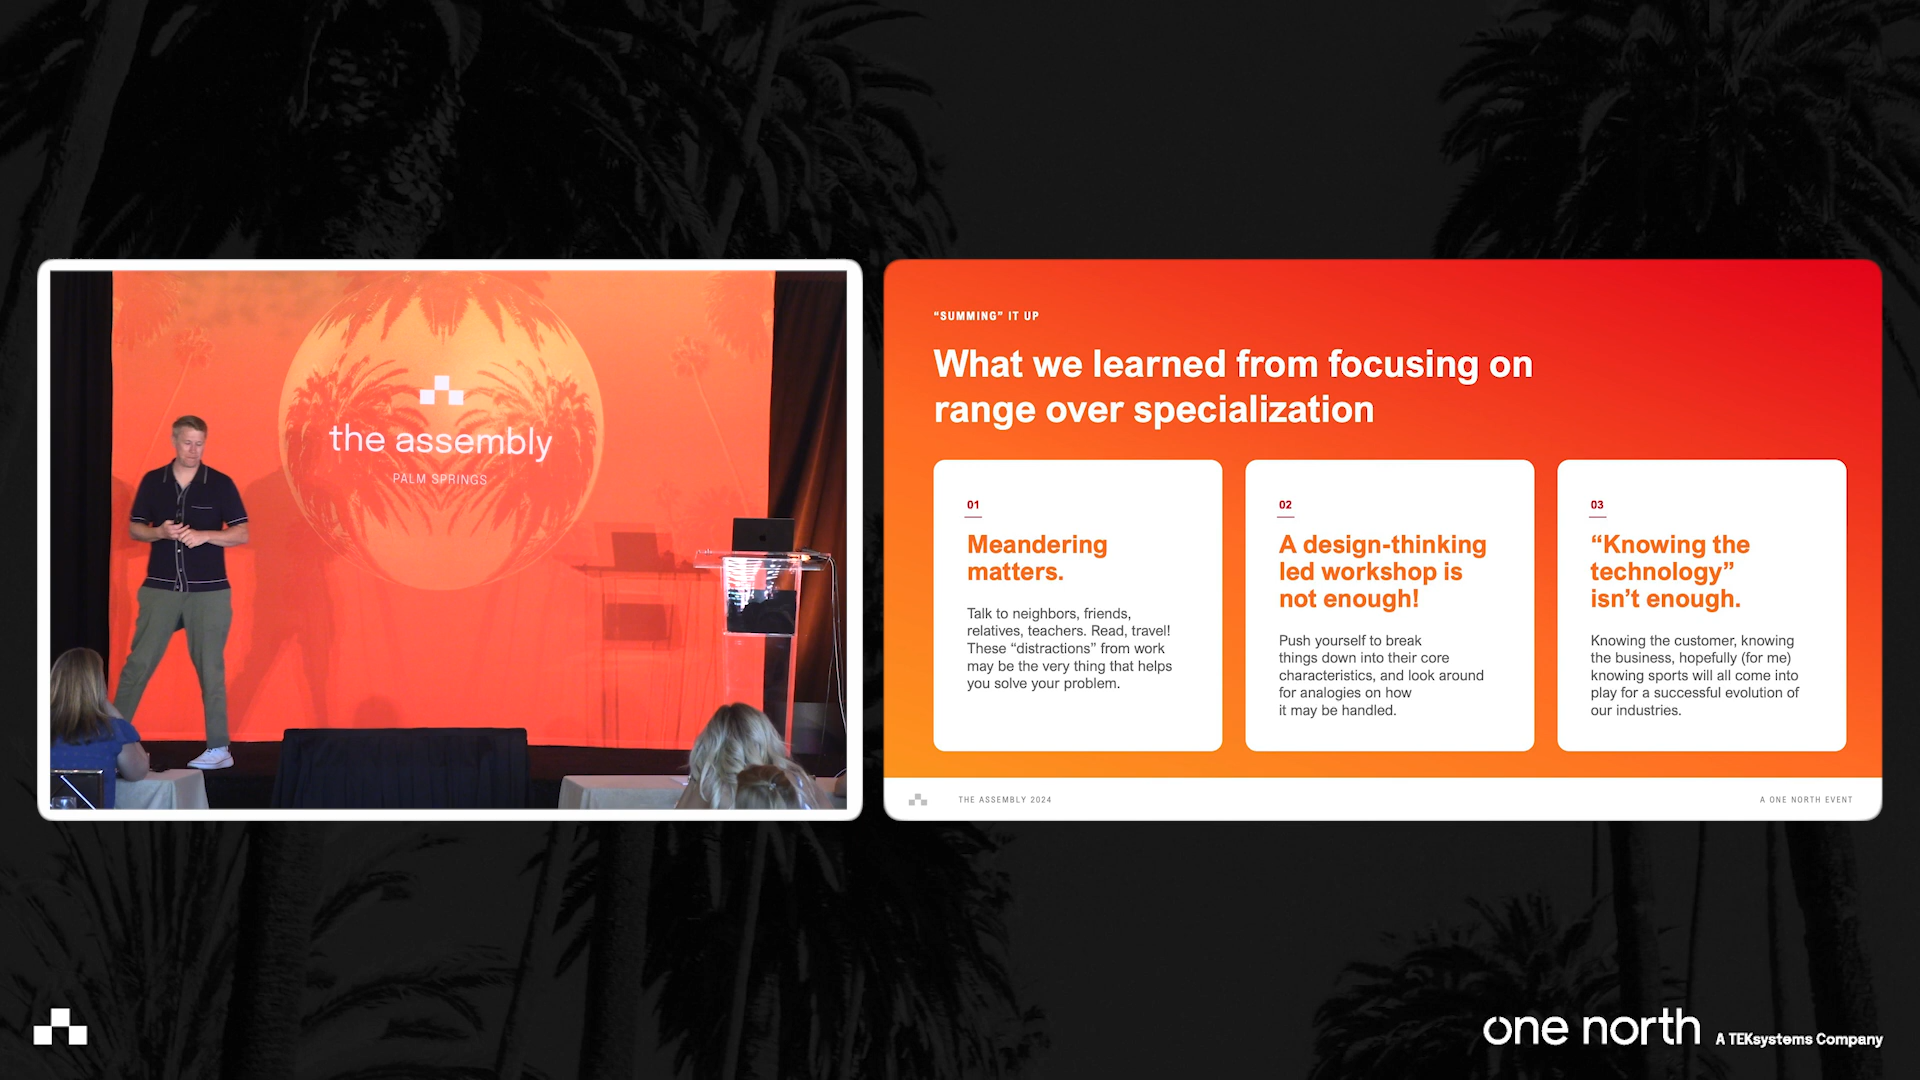 the assembly
PALM SPRINGS
“SUMMING” IT UP
What we learned from focusing on
range over specialization
01
Meandering
matters.
Talk to neighbors, friends,
relatives, teachers. Read, travel!
These “distractions” from work
may be the very thing that helps
you solve your problem.
02
A design-thinking
led workshop is
not enough!
Push yourself to break
things down into their core
characteristics, and look around
for analogies on how
it may be handled.
03
“Knowing the
technology”
isn’t enough.
Knowing the customer, knowing
the business, hopefully (for me)
knowing sports will all come into
play for a successful evolution of
our industries.
THE ASSEMBLY 2024
A ONE NORTH EVENT
one north
A TEKsystems Company